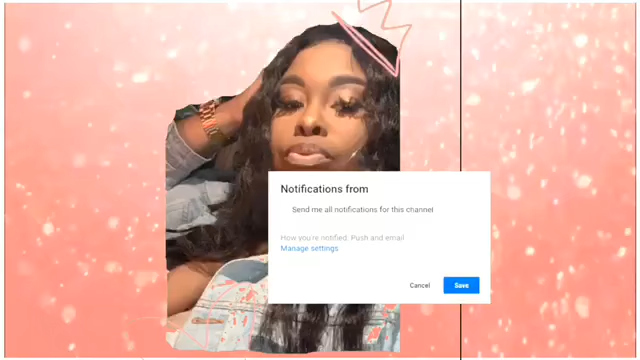 Notifications from
Send me all notifications for this channel
How you're notified: Push and email
Manage settings
Cancel
Save